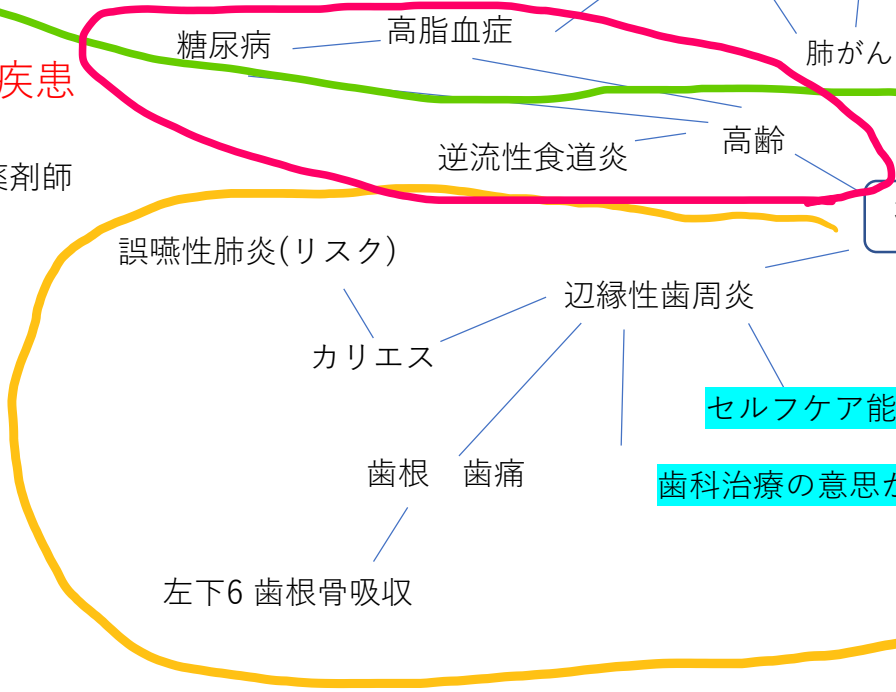 糖尿病
高脂血症
肺がん
疾患
高齢
逆流性食道炎
剤師
誤嚥性肺炎(リスク)
辺縁性歯周炎
カリエス
セルフケア能
歯根 歯痛
歯科治療の意思
左下6 歯根骨吸収